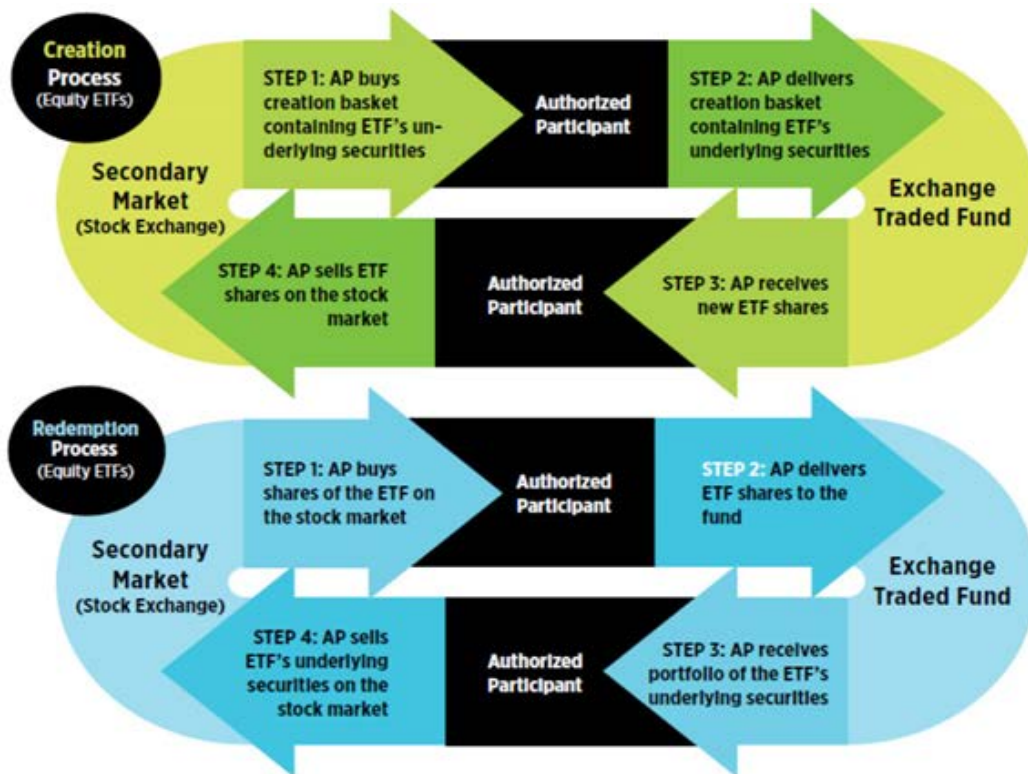 Creation
Process
(Equity ETFs)
STEP 1: AP buys
creation basket
containing ETF's un-
derlying securities
Authorized
Participant
STEP 2: AP delivers
creation basket
containing ETF's
underlying securities
Secondary
Market
(Stock Exchange)
Exchange
Traded Fund
STEP 3: AP receives
new ETF shares
Authorized
Participant
STEP 4: AP sells ETF
shares on the stock
market
Redemption
Process
(Equity ETFs)
STEP 1: AP buys
shares of the ETF on
the stock market
Authorized
Participant
STEP 2: AP delivers
ETF shares to the
fund
Secondary
Market
(Stock Exchange)
Exchange
Traded Fund
STEP 3: AP receives
portfolio of the ETF's
underlying securities
Authorized
Participant
STEP 4: AP sells
ETF's underlying
securities on the
stock market